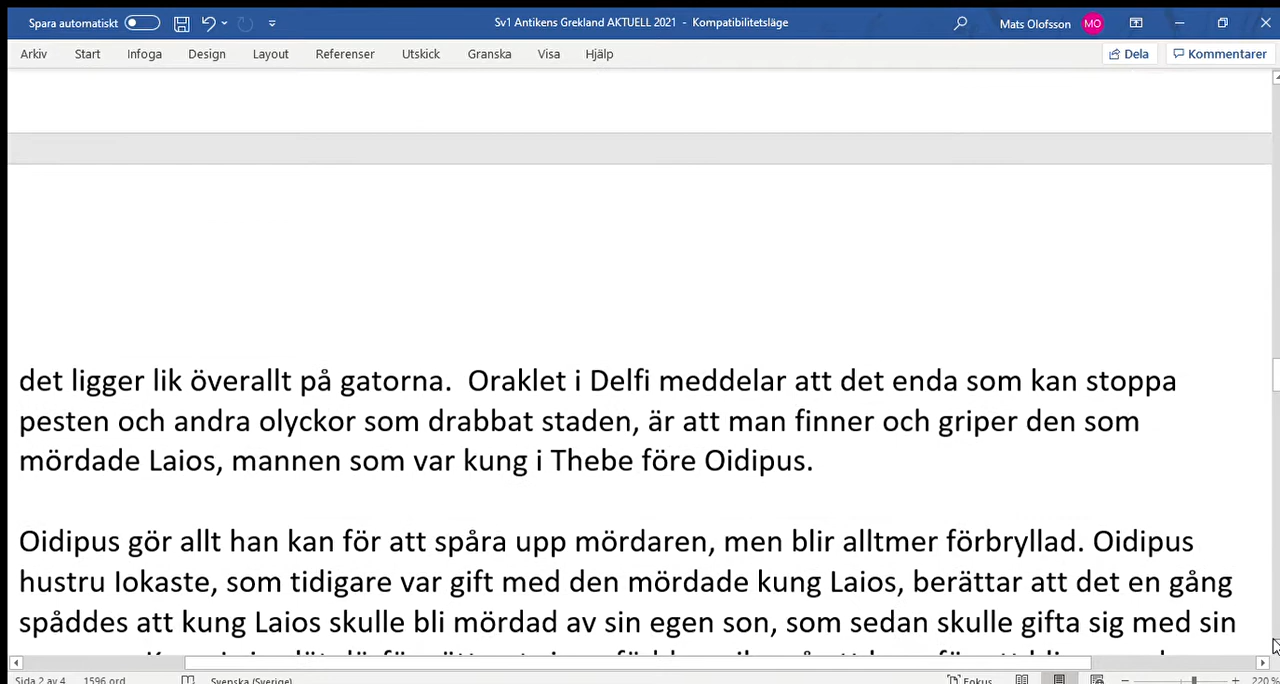 Spara automatiskt
Sv1 Antikens Grekland AKTUELL 2021 - Kompatibilitetsläge
Mats Olofsson MO
Arkiv Start Infoga Design Layout Referenser Utskick Granska Visa Hjälp Dela Kommentarer
det ligger lik överallt på gatorna.  Oraklet i Delfi meddelar att det enda som kan stoppa
pesten och andra olyckor som drabbat staden, är att man finner och griper den som
mördade Laios, mannen som var kung i Thebe före Oidipus.
Oidipus gör allt han kan för att spåra upp mördaren, men blir alltmer förbryllad. Oidipus
hustru Iokaste, som tidigare var gift med den mördade kung Laios, berättar att det en gång
spåddes att kung Laios skulle bli mördad av sin egen son, som sedan skulle gifta sig med sin
Sida 2 av 4 1596 ord Svenska (Sverige) Fokus 220 %